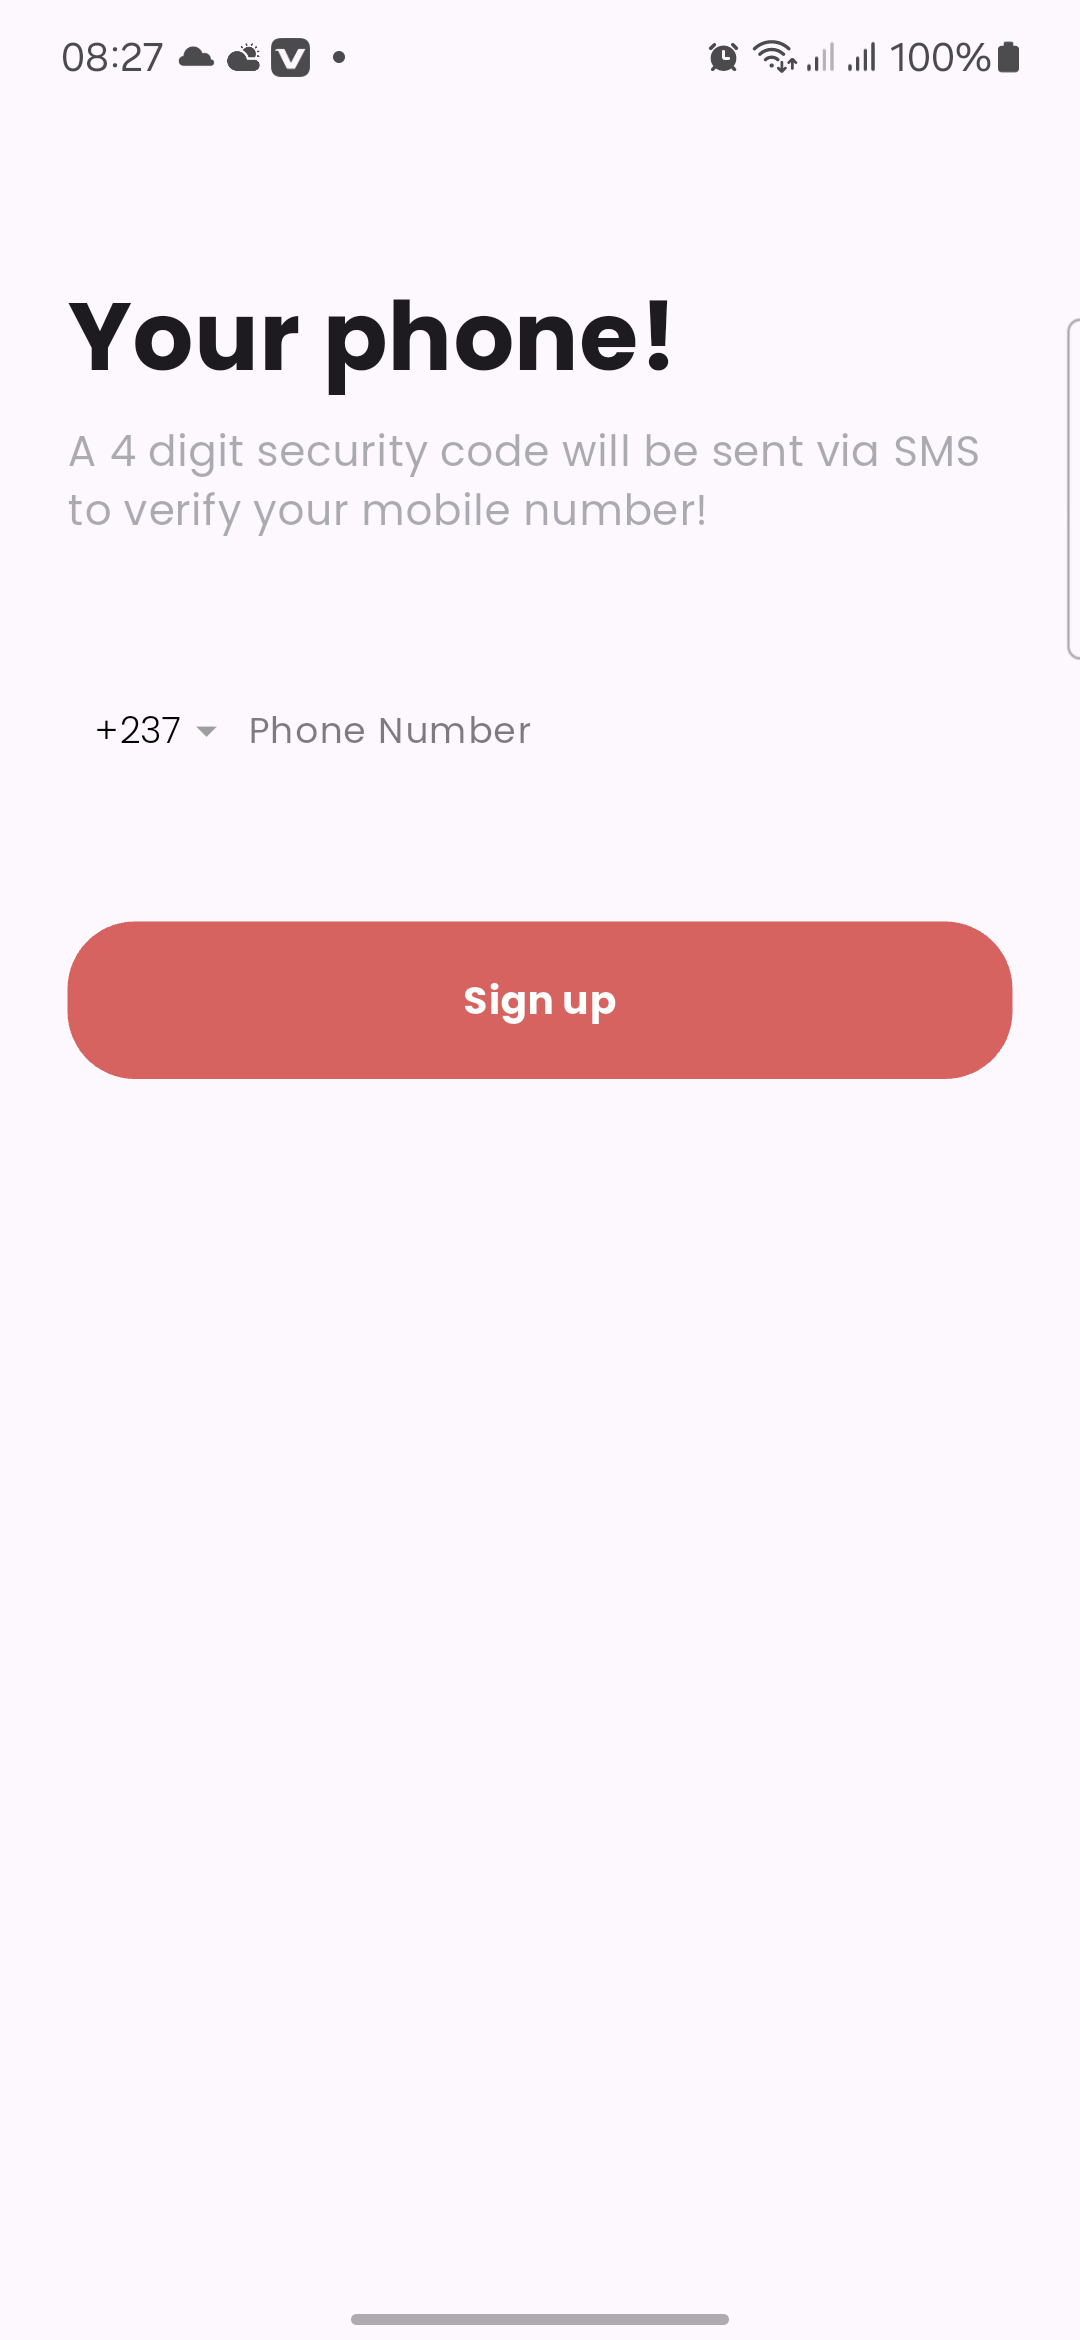 08:27 100%
Your phone!
A 4 digit security code will be sent via SMS
to verify your mobile number!
+237 Phone Number
Sign up